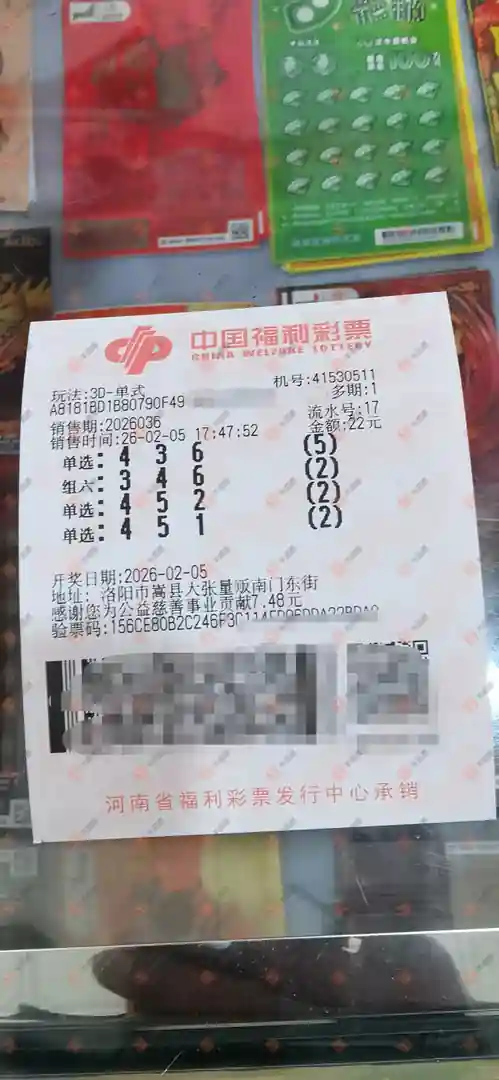 中国福利彩票
CHINA WELFARE LOTTERY
玩法:3D-单式
机号:41530511
A81818D1B80790F49
多期:1
销售期:2026036
流水号:17
销售时间:26-02-05 17:47:52
金额:22元
单选: 4 3 6 (5)
组六: 3 4 6 (2)
单选: 4 5 2 (2)
单选: 4 5 1 (2)
开奖日期:2026-02-05
地址: 洛阳市嵩县大张量贩南门东街
感谢您为公益慈善事业贡献7.48元
验票码:156CE80B2C246F3C114
河南省福利彩票发行中心承销